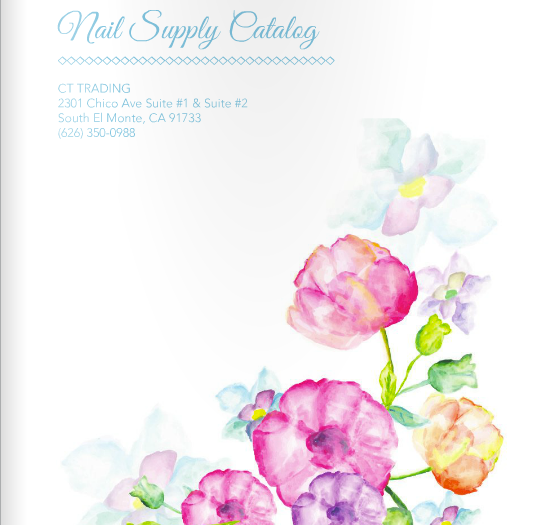 Nail Supply Catalog
CT TRADING
2301 Chico Ave Suite #1 & Suite #2
South El Monte, CA 91733
(626) 350-0988